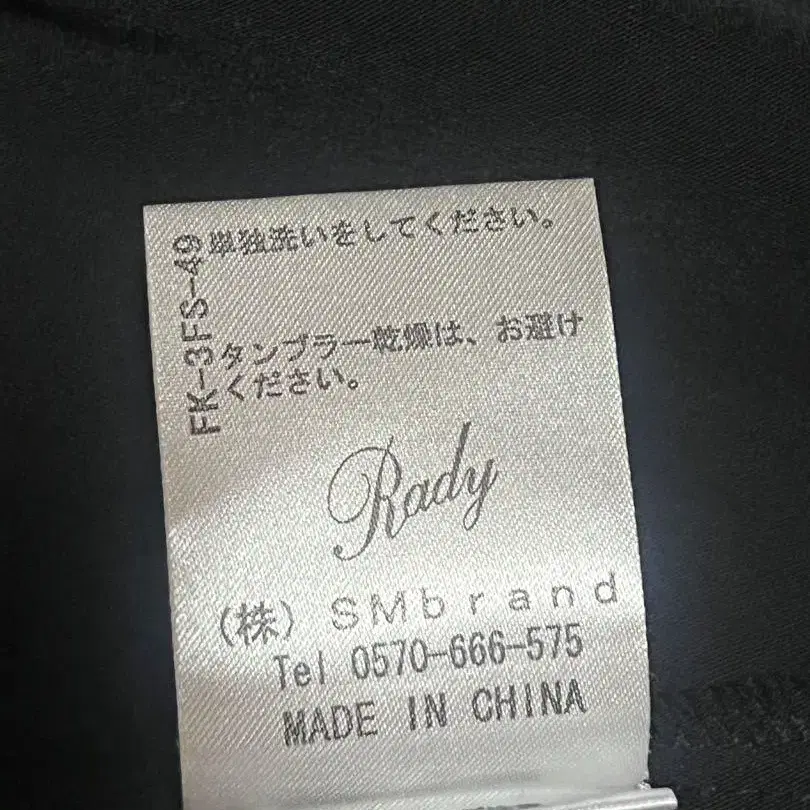 FK-3FS-49
単独洗いをしてください。
タンブラー乾燥は、お避け
ください。
Rady
(株) SMbrand
Tel 0570-666-575
MADE IN CHINA